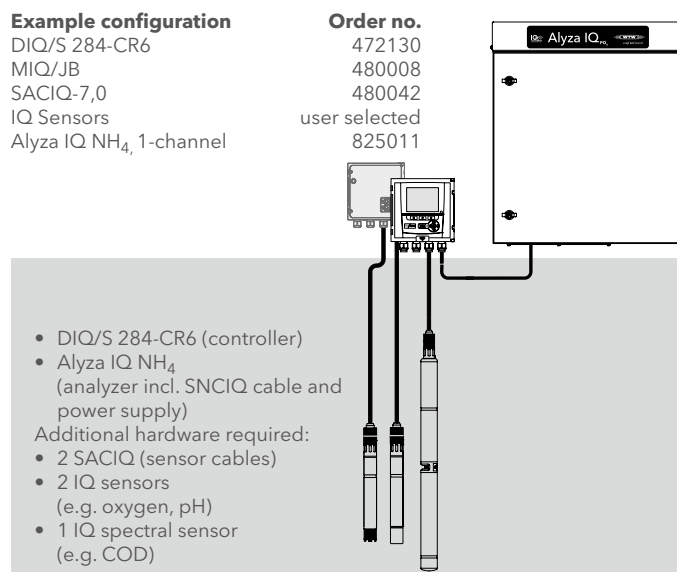 Example configuration Order no.
DIQ/S 284-CR6 472130
MIQ/JB 480008
SACIQ-7,0 480042
IQ Sensors user selected
Alyza IQ NH4, 1-channel 825011
Alyza IQ PO4
WTW
• DIQ/S 284-CR6 (controller)
• Alyza IQ NH4
(analyzer incl. SNCIQ cable and
power supply)
Additional hardware required:
• 2 SACIQ (sensor cables)
• 2 IQ sensors
(e.g. oxygen, pH)
• 1 IQ spectral sensor
(e.g. COD)